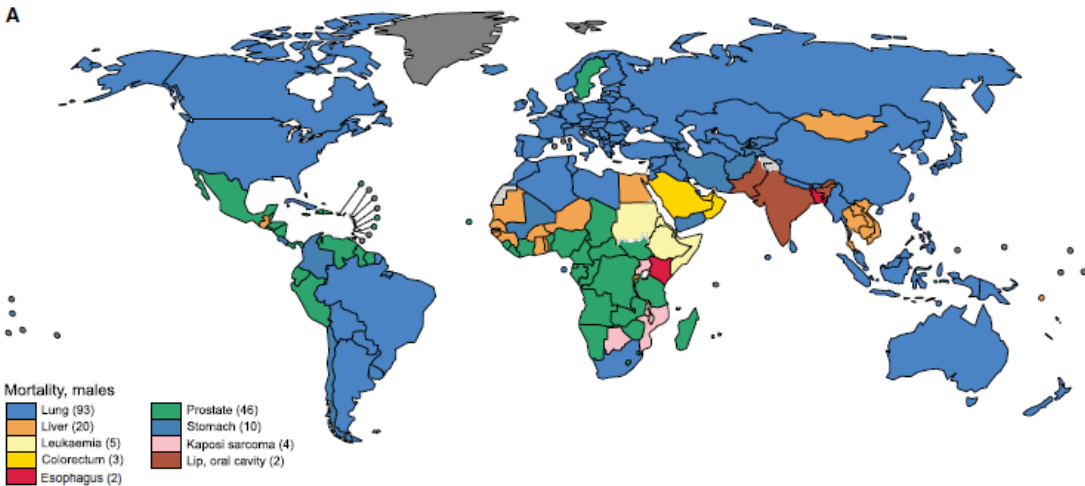 A
Mortality, males
Lung (93)
Liver (20)
Leukaemia (5)
Colorectum (3)
Esophagus (2)
Prostate (46)
Stomach (10)
Kaposi sarcoma (4)
Lip, oral cavity (2)